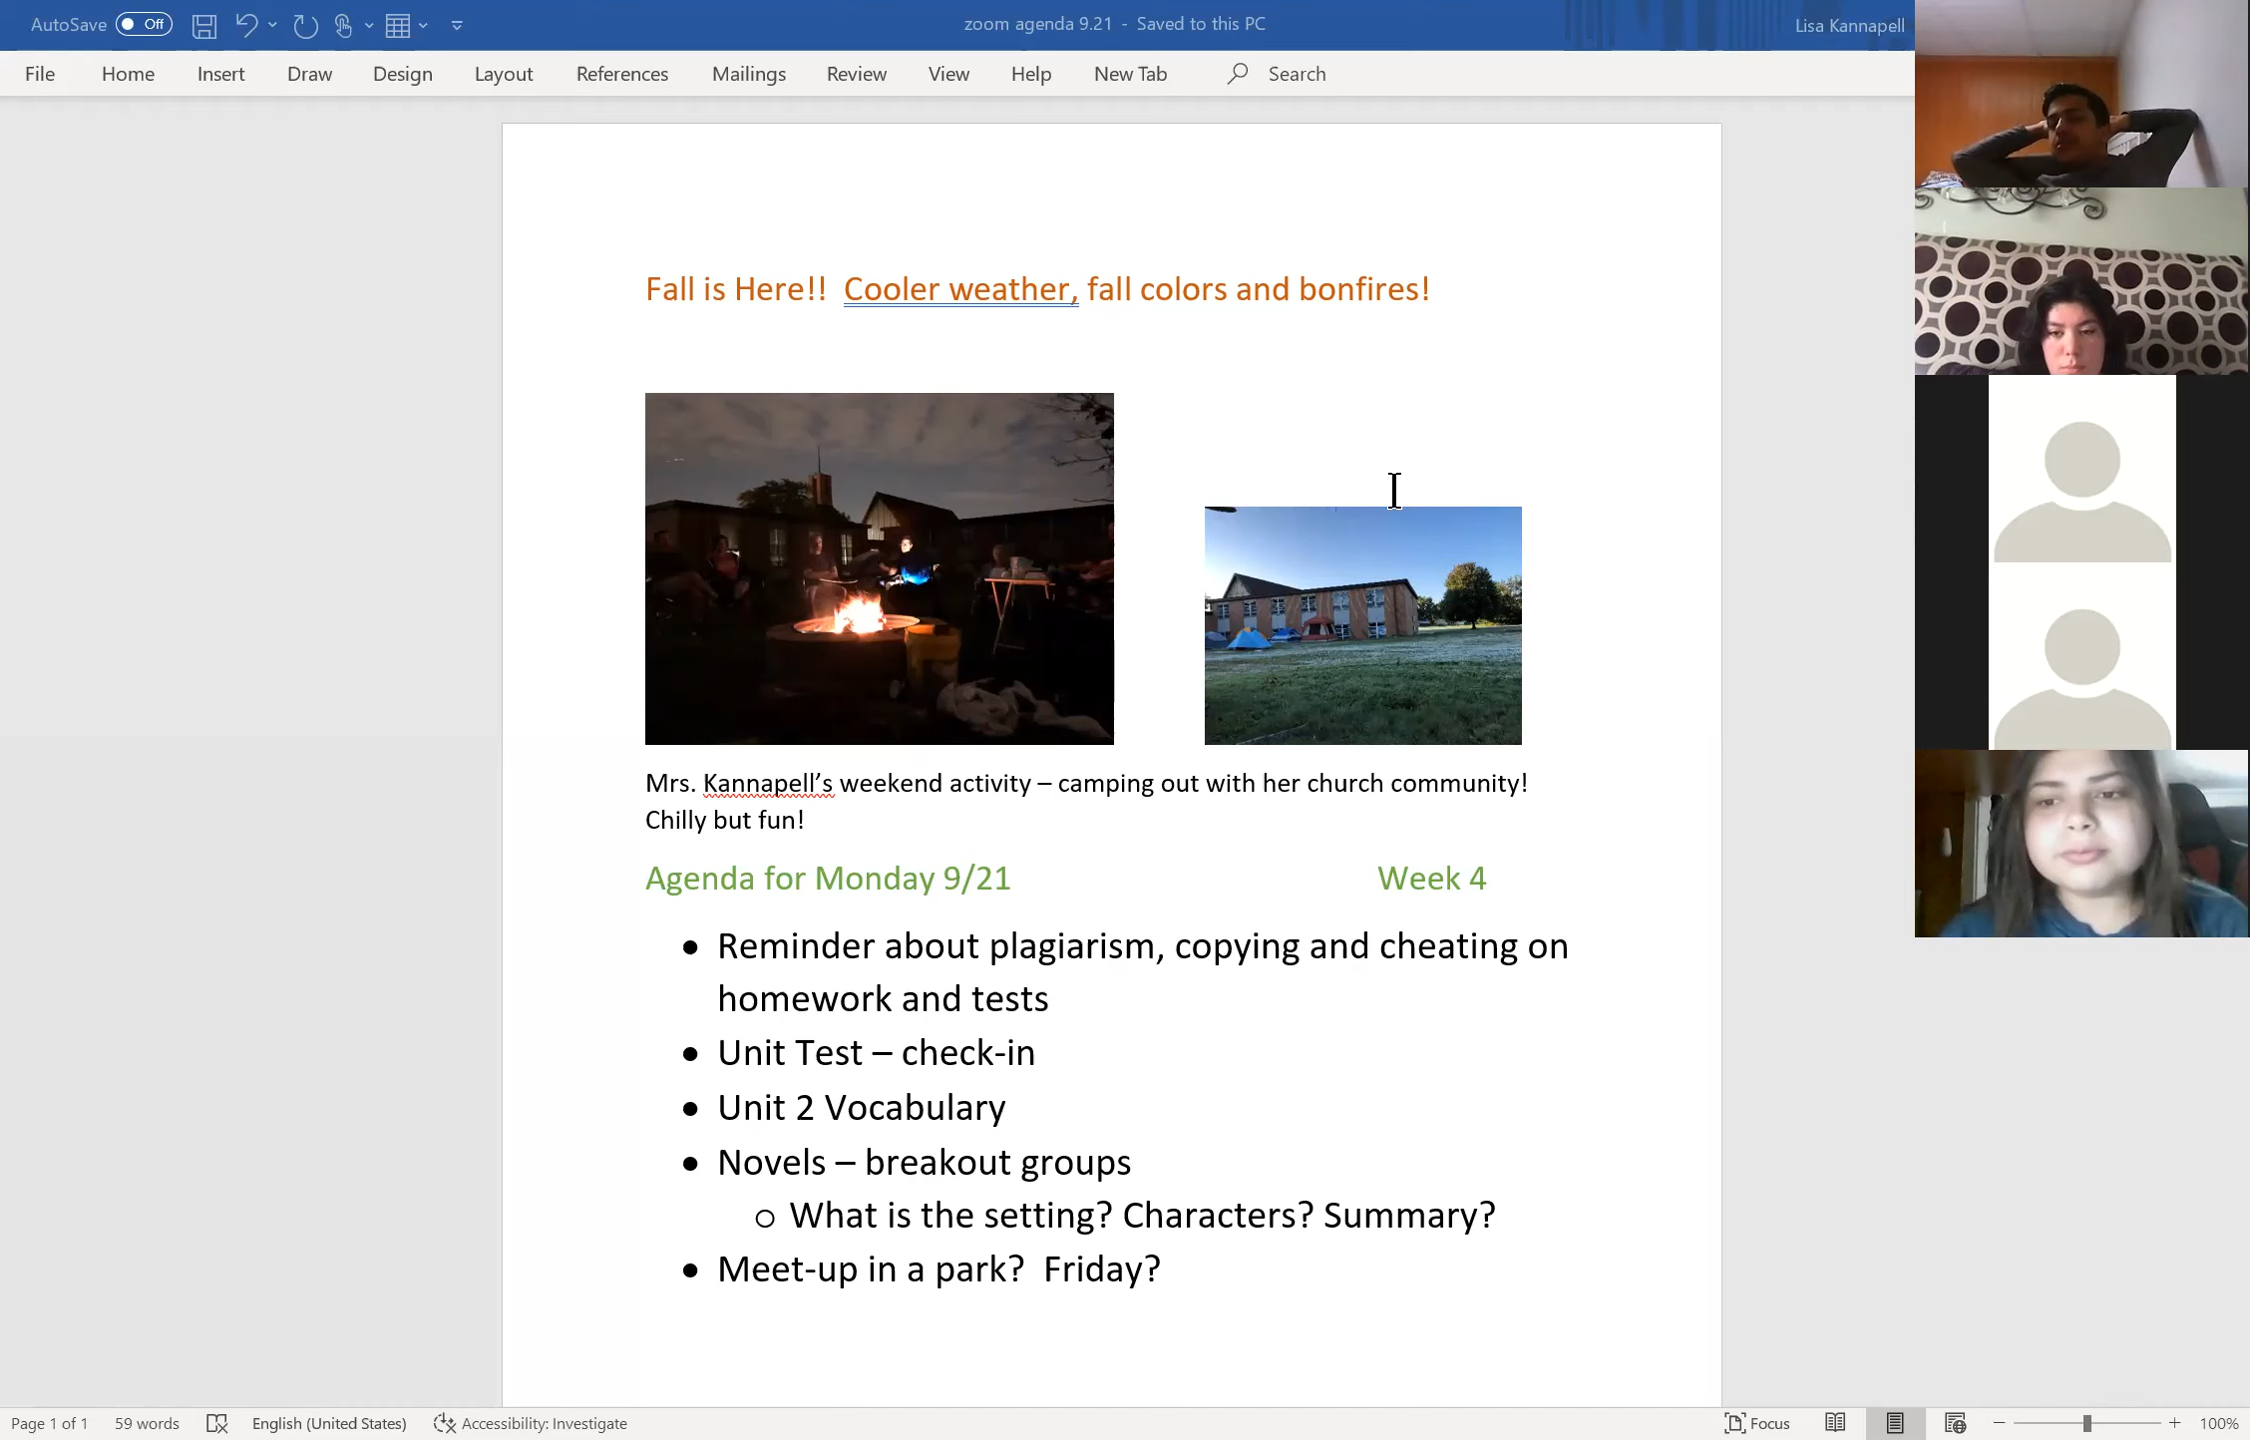 AutoSave Off zoom agenda 9.21 - Saved to this PC Lisa Kannapell
File Home Insert Draw Design Layout References Mailings Review View Help New Tab Search
Fall is Here!! Cooler weather, fall colors and bonfires!
Mrs. Kannapell’s weekend activity – camping out with her church community!
Chilly but fun!
Agenda for Monday 9/21 Week 4
• Reminder about plagiarism, copying and cheating on
homework and tests
• Unit Test – check-in
• Unit 2 Vocabulary
• Novels – breakout groups
o What is the setting? Characters? Summary?
• Meet-up in a park? Friday?
Page 1 of 1 59 words English (United States) Accessibility: Investigate Focus 100%